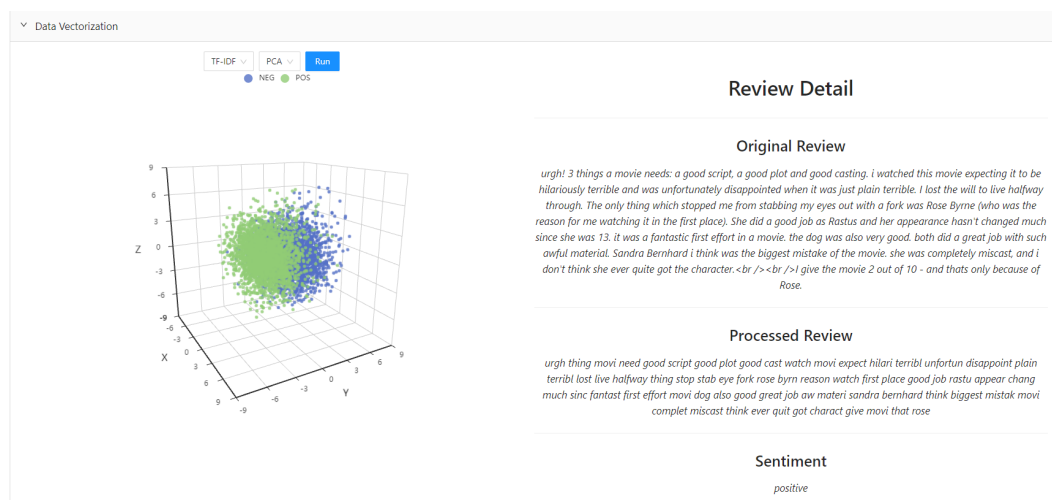 Data Vectorization
TF-IDF PCA Run
NEG POS
9
6
3
Z 0
-3
-6
-9
-6
-3
X 0
3
6
9
-9
-6
-3
0
Y
3
6
9
Review Detail
Original Review
urgh! 3 things a movie needs: a good script, a good plot and good casting. i watched this movie expecting it to be
hilariously terrible and was unfortunately disappointed when it was just plain terrible. I lost the will to live halfway
through. The only thing which stopped me from stabbing my eyes out with a fork was Rose Byrne (who was the
reason for me watching it in the first place). She did a good job as Rastus and her appearance hasn't changed much
since she was 13. it was a fantastic first effort in a movie. the dog was also very good. both did a great job with such
awful material. Sandra Bernhard i think was the biggest mistake of the movie. she was completely miscast, and i
don't think she ever quite got the character.<br /><br />I give the movie 2 out of 10 - and thats only because of
Rose.
Processed Review
urgh thing movi need good script good plot good cast watch movi expect hilari terribl unfortun disappoint plain
terribl lost live halfway thing stop stab eye fork rose byrn reason watch first place good job rastu appear chang
much sinc fantast first effort movi dog also good great job aw materi sandra bernhard think biggest mistak movi
complet miscast think ever quit got charact give movi that rose
Sentiment
positive